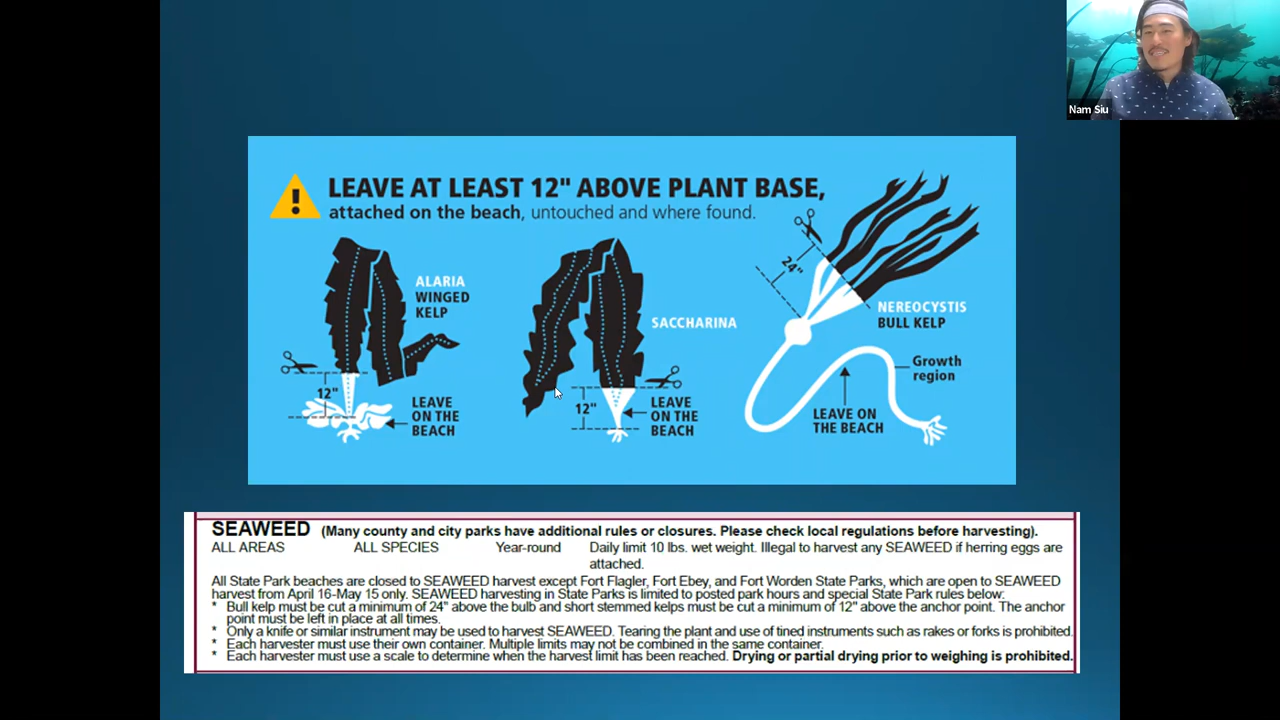 Nam Siu
LEAVE AT LEAST 12" ABOVE PLANT BASE,
attached on the beach, untouched and where found.
ALARIA
WINGED
KELP
12"
LEAVE
ON THE
BEACH
SACCHARINA
12"
LEAVE
ON THE
BEACH
24"
NEREOCYSTIS
BULL KELP
Growth
region
LEAVE ON
THE BEACH
SEAWEED (Many county and city parks have additional rules or closures. Please check local regulations before harvesting).
ALL AREAS ALL SPECIES Year-round Daily limit 10 lbs. wet weight. Illegal to harvest any SEAWEED if herring eggs are
attached.
All State Park beaches are closed to SEAWEED harvest except Fort Flagler, Fort Ebey, and Fort Worden State Parks, which are open to SEAWEED
harvest from April 16-May 15 only. SEAWEED harvesting in State Parks is limited to posted park hours and special State Park rules below:
* Bull kelp must be cut a minimum of 24" above the bulb and short stemmed kelps must be cut a minimum of 12" above the anchor point. The anchor
point must be left in place at all times.
* Only a knife or similar instrument may be used to harvest SEAWEED. Tearing the plant and use of tined instruments such as rakes or forks is prohibited.
* Each harvester must use their own container. Multiple limits may not be combined in the same container.
* Each harvester must use a scale to determine when the harvest limit has been reached. Drying or partial drying prior to weighing is prohibited.